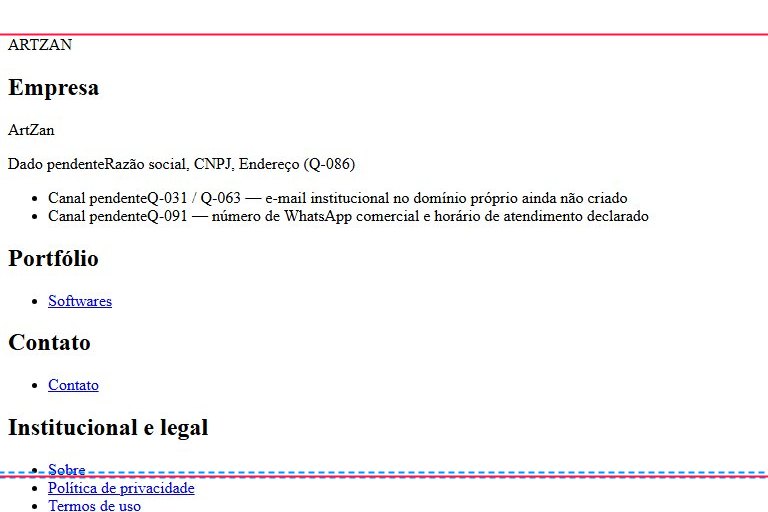 ARTZAN
Empresa
ArtZan
Dado pendenteRazão social, CNPJ, Endereço (Q-086)
Canal pendenteQ-031 / Q-063 — e-mail institucional no domínio próprio ainda não criado
Canal pendenteQ-091 — número de WhatsApp comercial e horário de atendimento declarado
Portfólio
Softwares
Contato
Contato
Institucional e legal
Sobre
Política de privacidade
Termos de uso